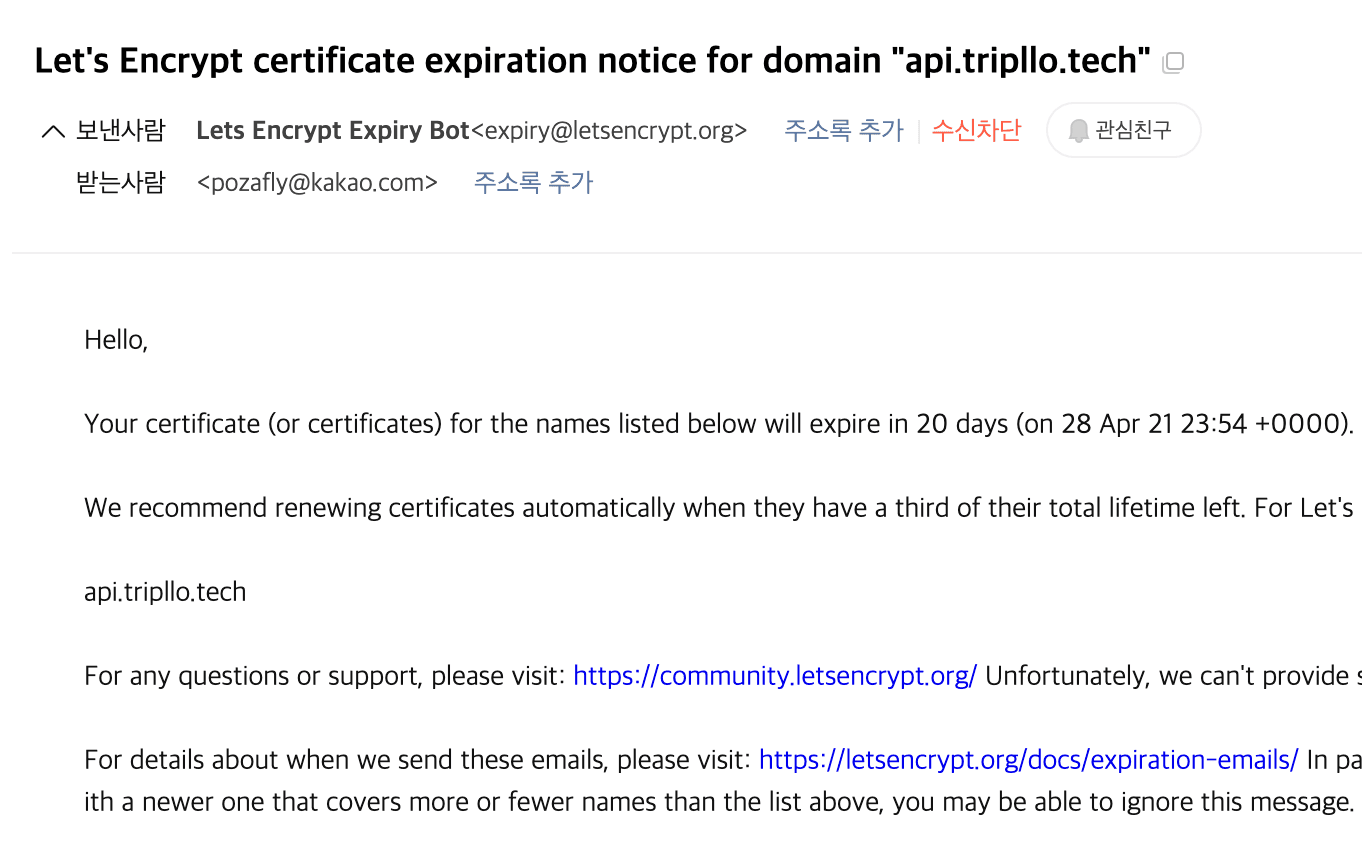 Let's Encrypt certificate expiration notice for domain "api.tripllo.tech"
보낸사람 Lets Encrypt Expiry Bot<expiry@letsencrypt.org> 주소록 추가 | 수신차단 관심친구
받는사람 <pozafly@kakao.com> 주소록 추가
Hello,
Your certificate (or certificates) for the names listed below will expire in 20 days (on 28 Apr 21 23:54 +0000).
We recommend renewing certificates automatically when they have a third of their total lifetime left. For Let's
api.tripllo.tech
For any questions or support, please visit: https://community.letsencrypt.org/ Unfortunately, we can't provide
For details about when we send these emails, please visit: https://letsencrypt.org/docs/expiration-emails/ In pa
ith a newer one that covers more or fewer names than the list above, you may be able to ignore this message.